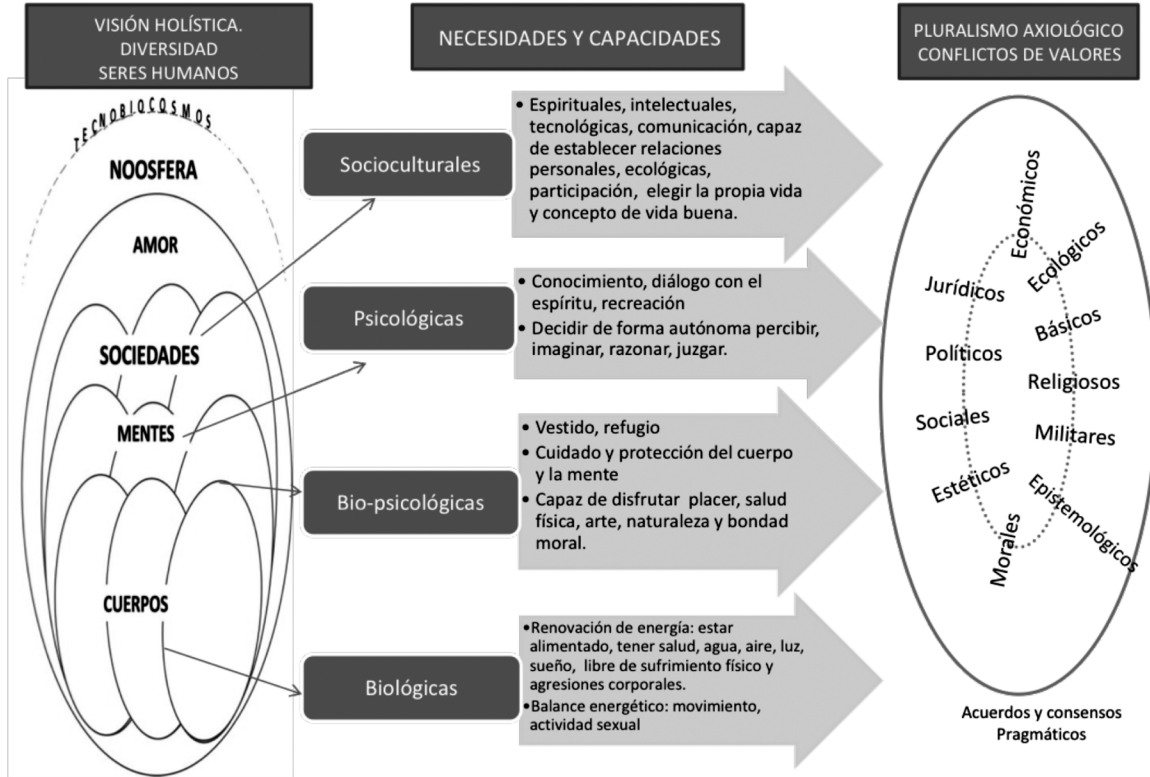 VISIÓN HOLÍSTICA.
DIVERSIDAD
SERES HUMANOS
TECNOBIOCOSMOS
NOOSFERA
AMOR
SOCIEDADES
MENTES
CUERPOS
NECESIDADES Y CAPACIDADES
Socioculturales
• Espirituales, intelectuales,
tecnológicas, comunicación, capaz
de establecer relaciones
personales, ecológicas,
participación, elegir la propia vida
y concepto de vida buena.
Psicológicas
• Conocimiento, diálogo con el
espíritu, recreación
• Decidir de forma autónoma percibir,
imaginar, razonar, juzgar.
Bio-psicológicas
• Vestido, refugio
• Cuidado y protección del cuerpo
y la mente
• Capaz de disfrutar placer, salud
física, arte, naturaleza y bondad
moral.
Biológicas
•Renovación de energía: estar
alimentado, tener salud, agua, aire, luz,
sueño, libre de sufrimiento físico y
agresiones corporales.
•Balance energético: movimiento,
actividad sexual
PLURALISMO AXIOLÓGICO
CONFLICTOS DE VALORES
Económicos
Ecológicos
Jurídicos
Básicos
Políticos
Religiosos
Sociales
Militares
Estéticos
Epistemológicos
Morales
Acuerdos y consensos
Pragmáticos